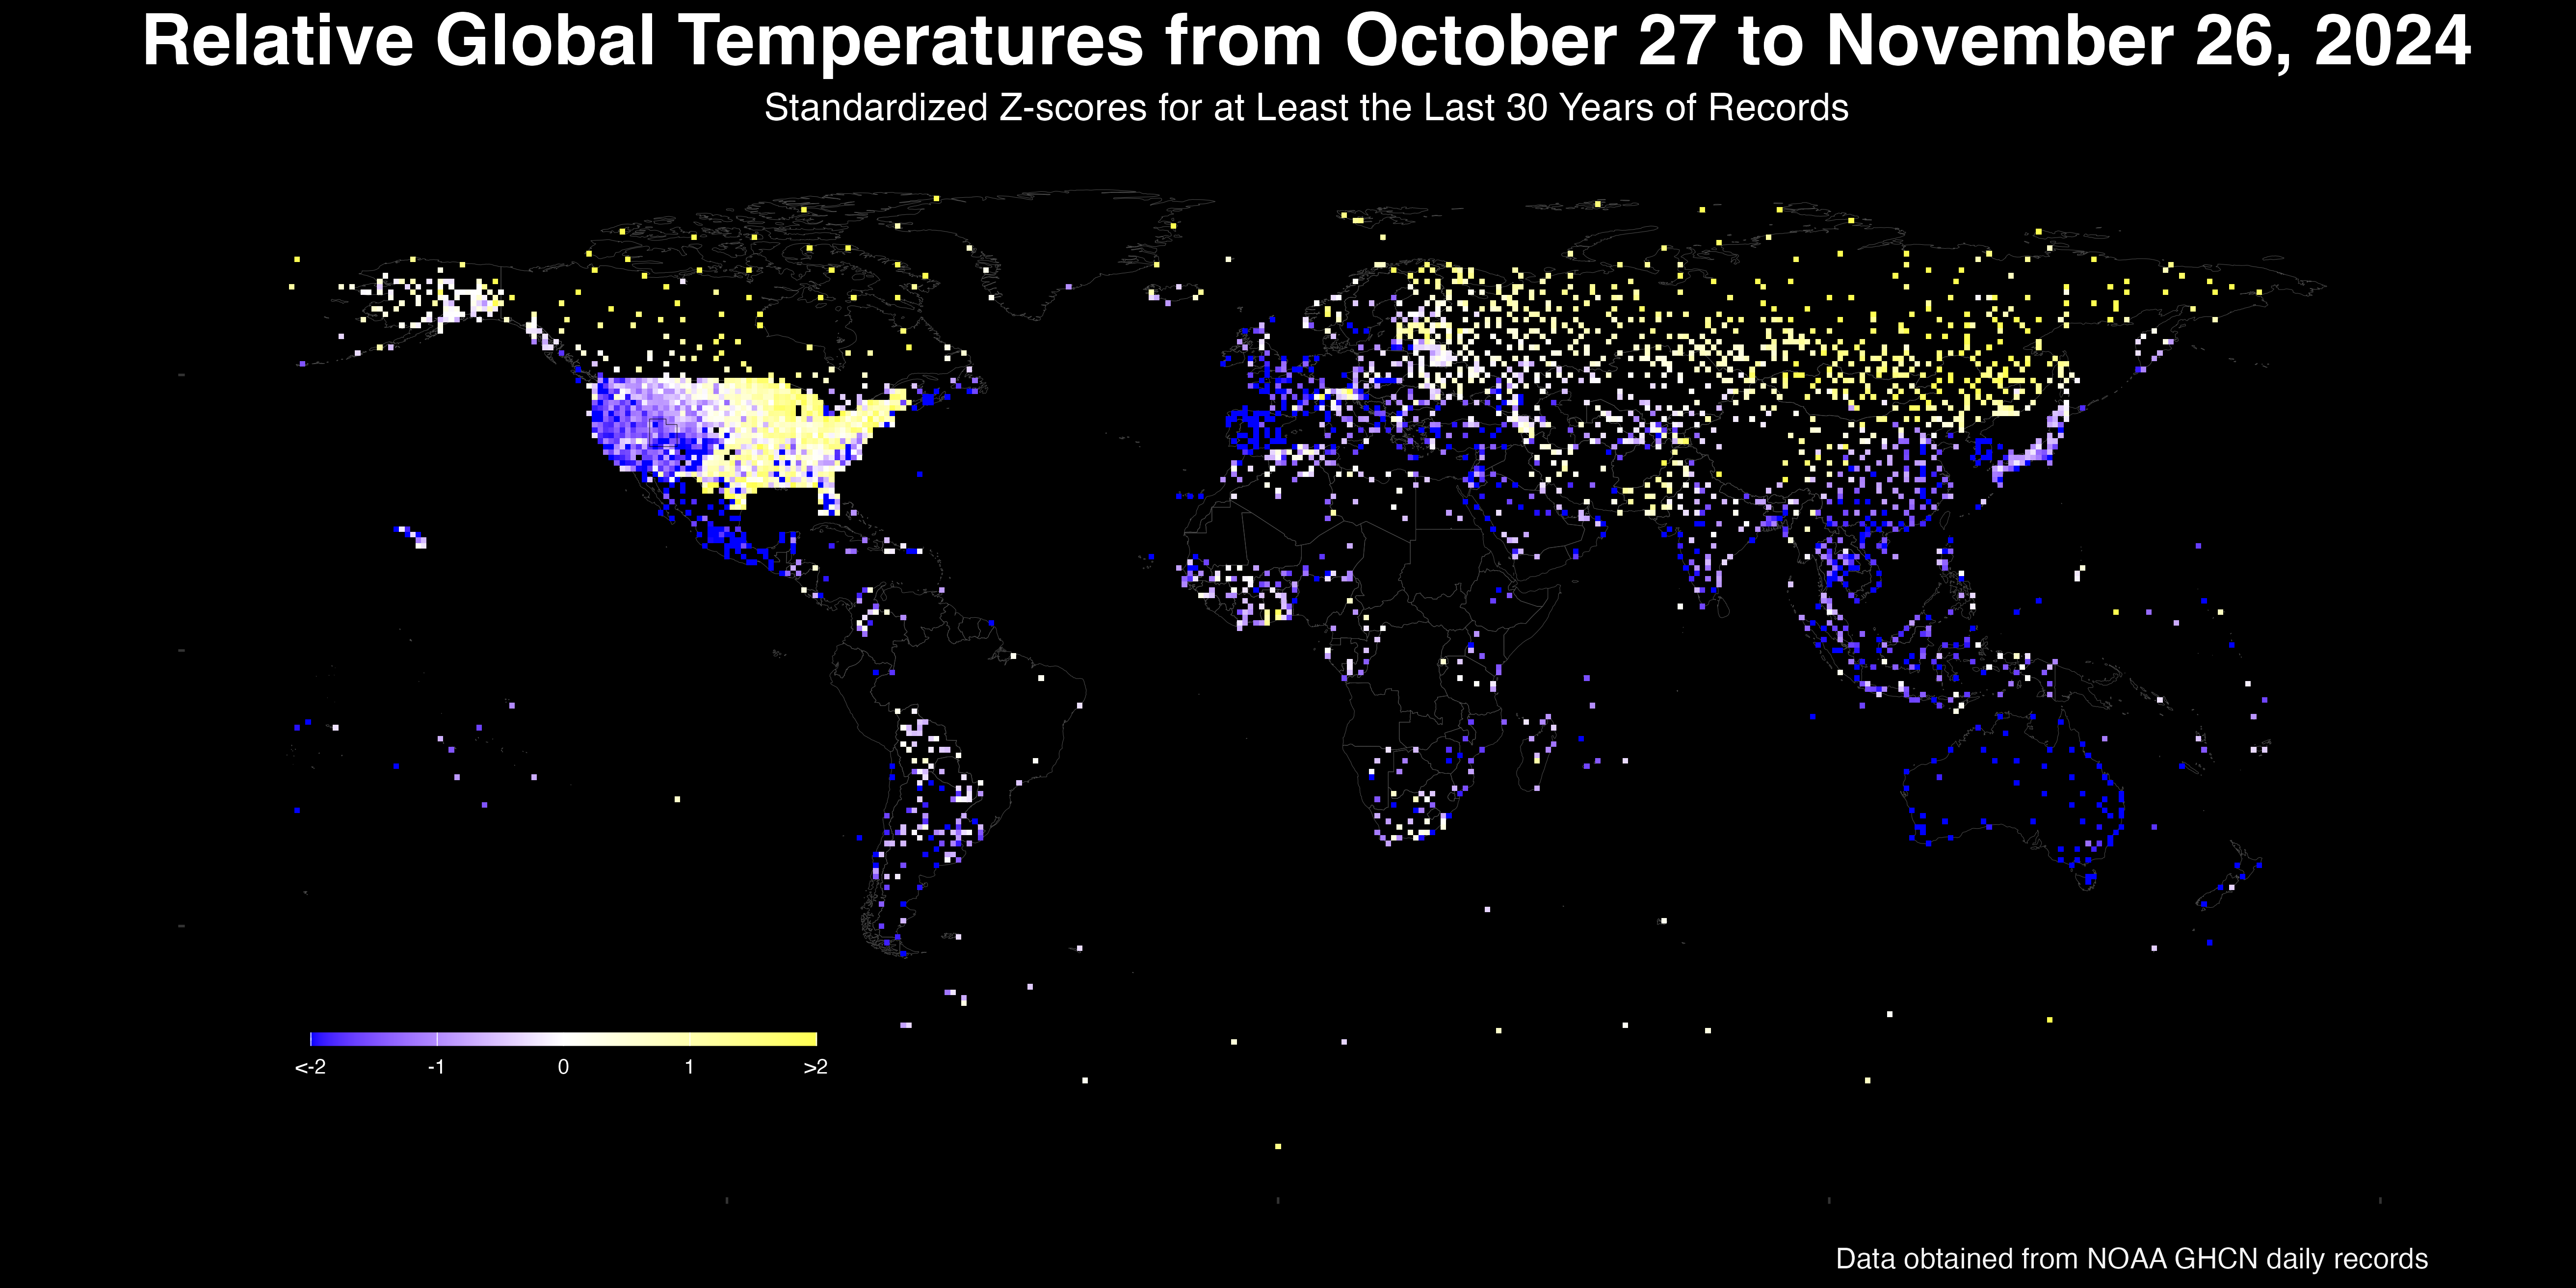 Relative Global Temperatures from October 27 to November 26, 2024
Standardized Z-scores for at Least the Last 30 Years of Records
<-2 -1 0 1 >2
Data obtained from NOAA GHCN daily records